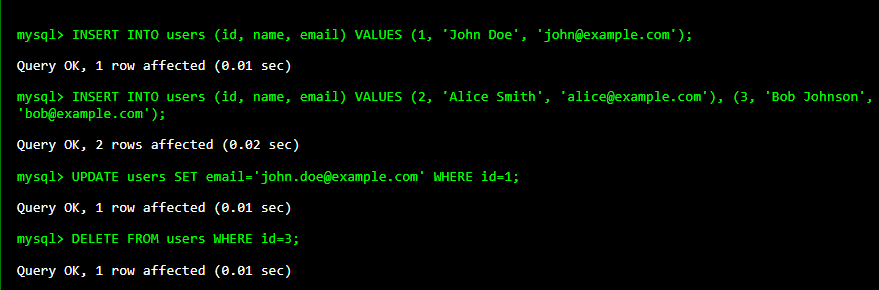 mysql> INSERT INTO users (id, name, email) VALUES (1, 'John Doe', 'john@example.com');
Query OK, 1 row affected (0.01 sec)
mysql> INSERT INTO users (id, name, email) VALUES (2, 'Alice Smith', 'alice@example.com'), (3, 'Bob Johnson',
'bob@example.com');
Query OK, 2 rows affected (0.02 sec)
mysql> UPDATE users SET email='john.doe@example.com' WHERE id=1;
Query OK, 1 row affected (0.01 sec)
mysql> DELETE FROM users WHERE id=3;
Query OK, 1 row affected (0.01 sec)